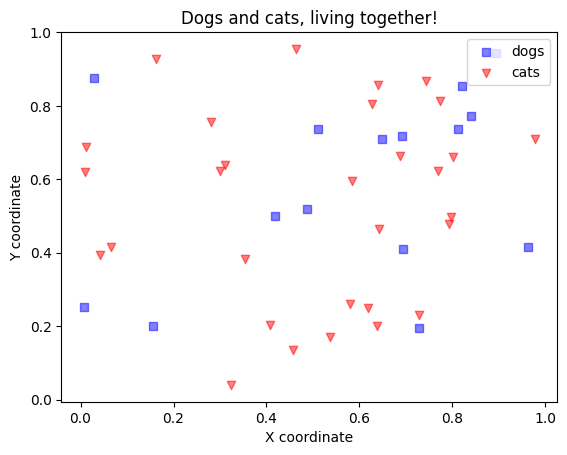 Dogs and cats, living together!
dogs
cats
1.0
0.8
0.6
0.4
0.2
0.0
Y coordinate
0.0 0.2 0.4 0.6 0.8 1.0
X coordinate